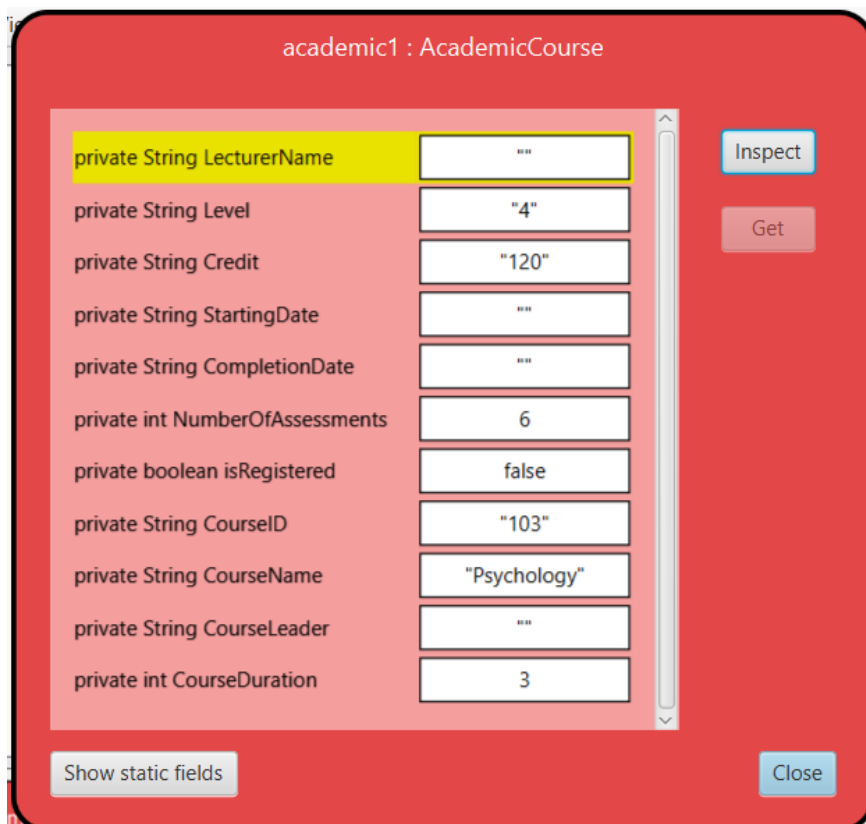 academic1 : AcademicCourse
private String LecturerName ""
Inspect
private String Level "4"
Get
private String Credit "120"
private String StartingDate ""
private String CompletionDate ""
private int NumberOfAssessments 6
private boolean isRegistered false
private String CourseID "103"
private String CourseName "Psychology"
private String CourseLeader ""
private int CourseDuration 3
Show static fields
Close